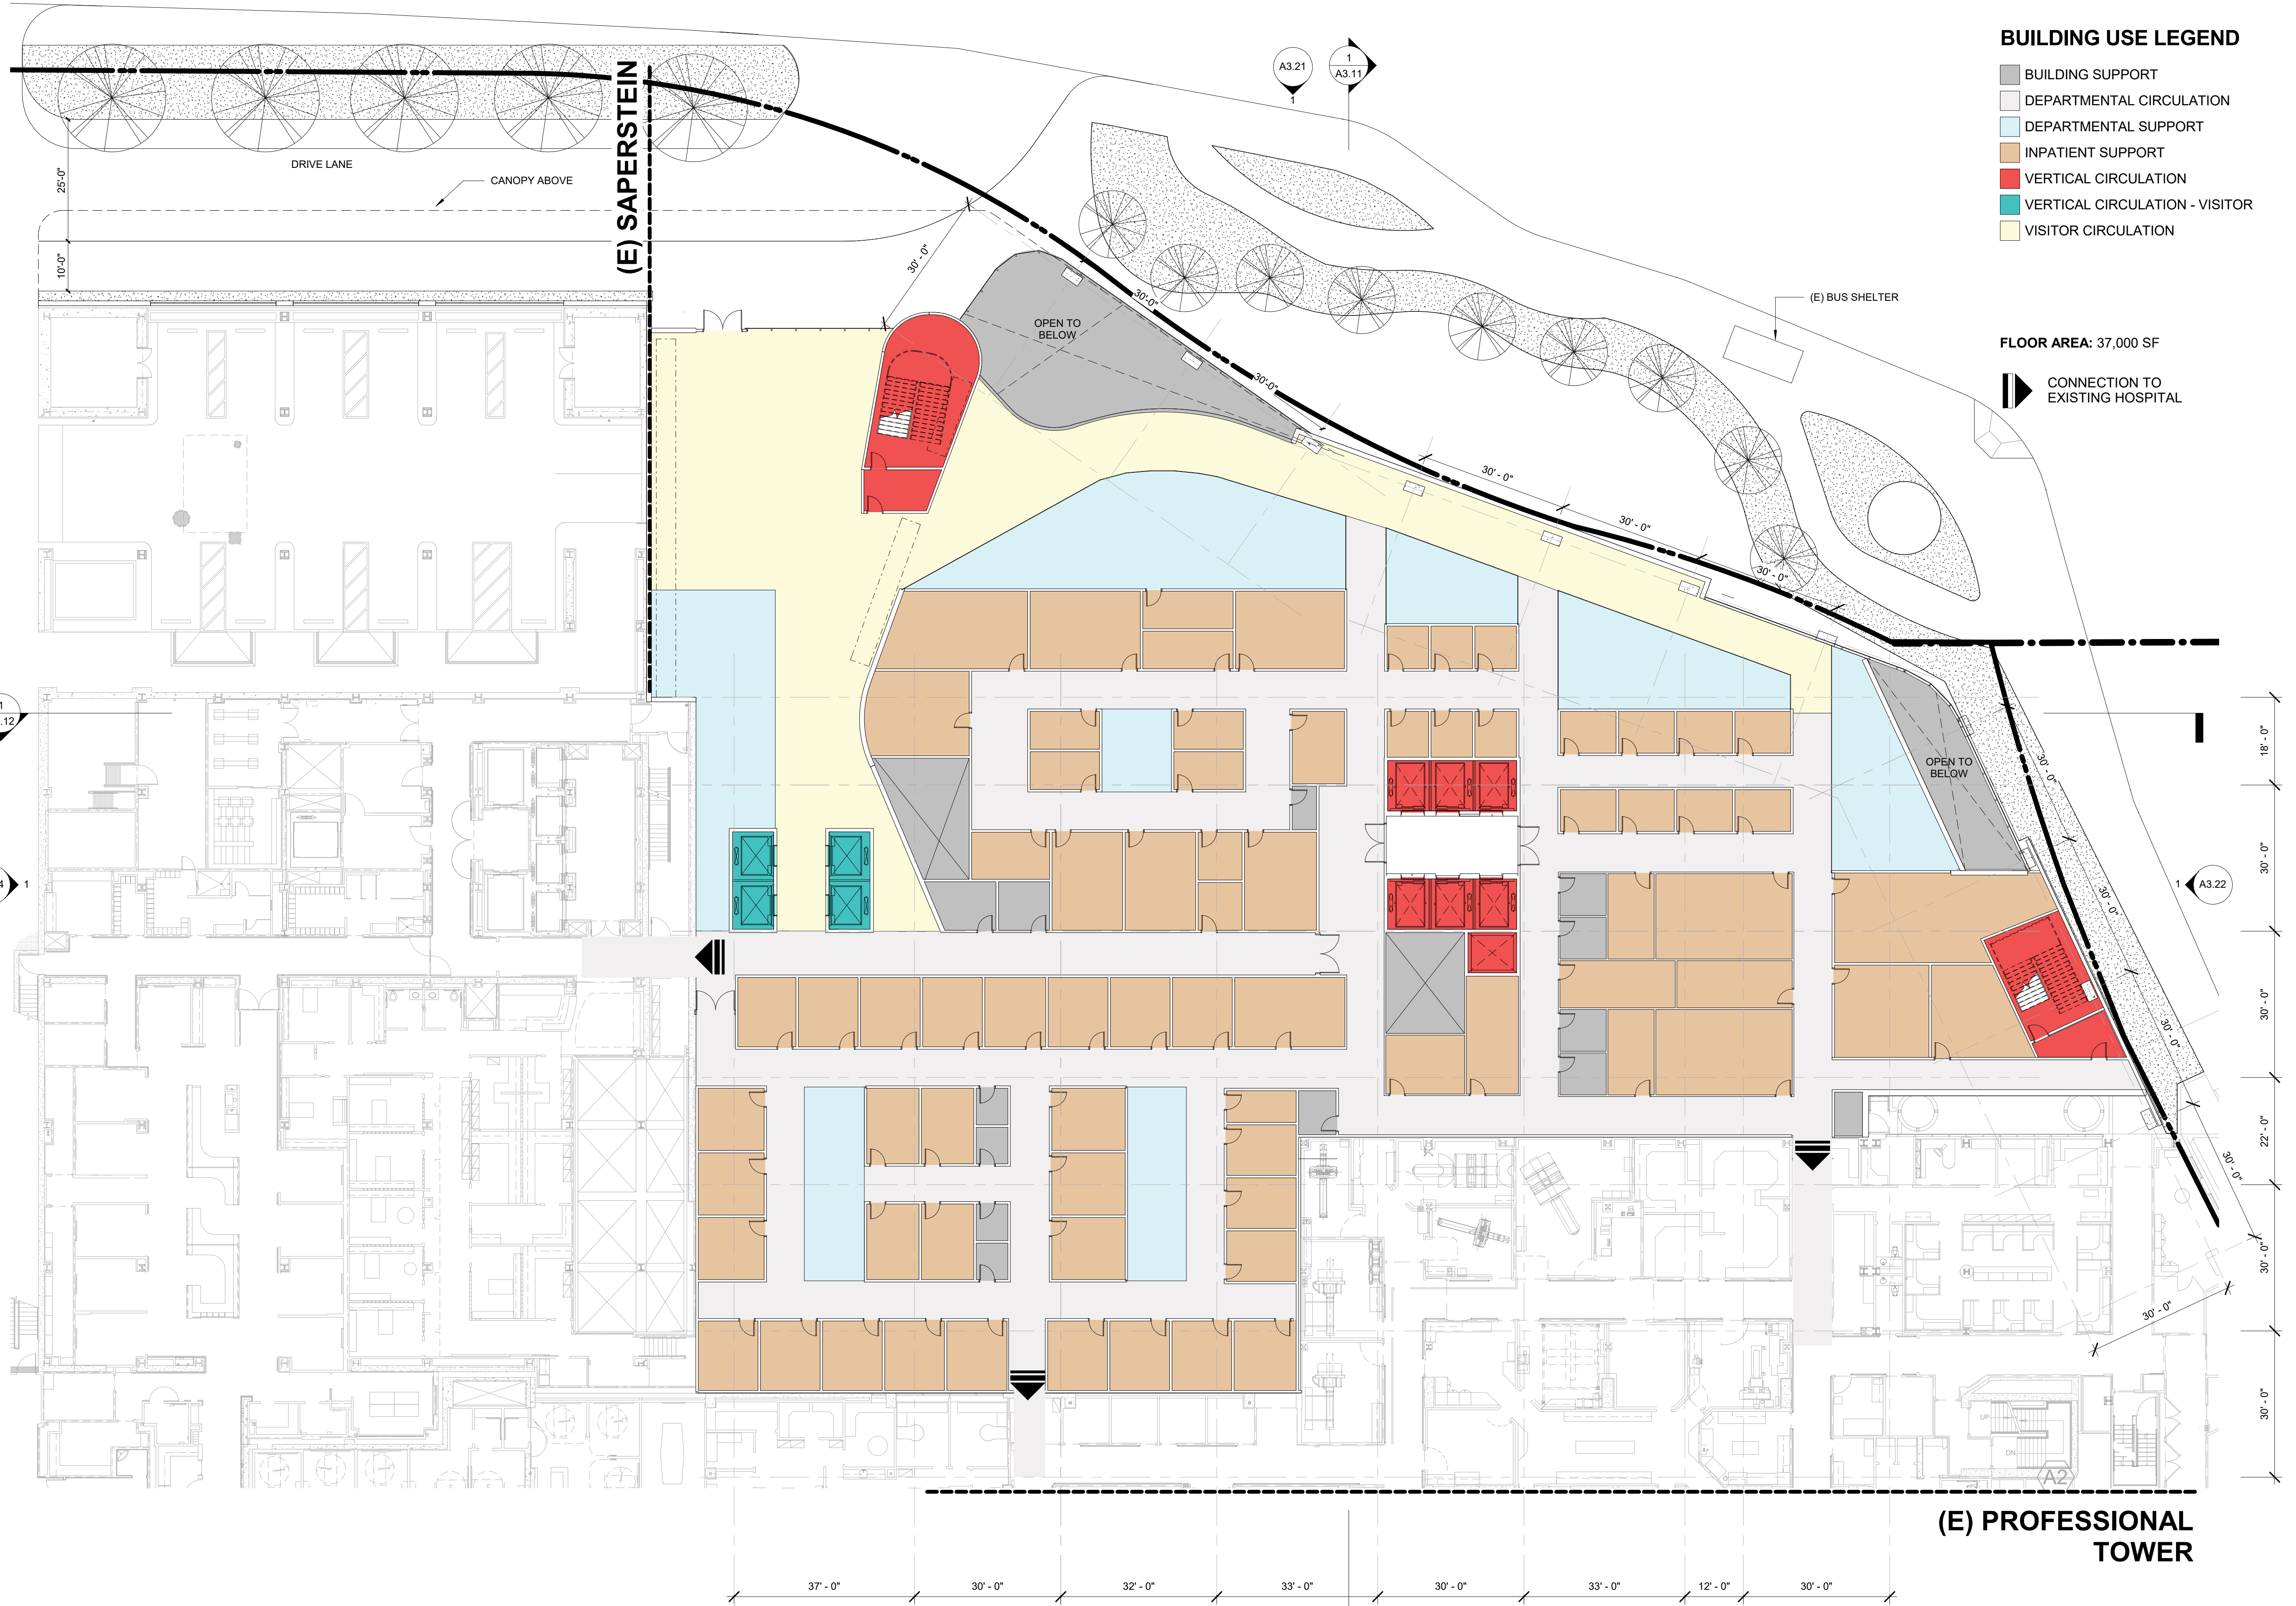 BUILDING USE LEGEND
BUILDING SUPPORT
DEPARTMENTAL CIRCULATION
DEPARTMENTAL SUPPORT
INPATIENT SUPPORT
VERTICAL CIRCULATION
VERTICAL CIRCULATION - VISITOR
VISITOR CIRCULATION
FLOOR AREA: 37,000 SF
CONNECTION TO
EXISTING HOSPITAL
A3.21
1
1
A3.11
(E) SAPERSTEIN
DRIVE LANE
CANOPY ABOVE
25'-0"
10'-0"
30' - 0"
30'-0"
30'-0"
OPEN TO
BELOW
(E) BUS SHELTER
30' - 0"
30' - 0"
30' - 0"
OPEN TO
BELOW
30' - 0"
30' - 0"
30' - 0"
30' - 0"
30' - 0"
1
.12
4
1
1
A3.22
18' - 0"
30' - 0"
30' - 0"
22' - 0"
30' - 0"
30' - 0"
UP
DN
A2
(E) PROFESSIONAL
TOWER
37' - 0"
30' - 0"
32' - 0"
33' - 0"
30' - 0"
33' - 0"
12' - 0"
30' - 0"